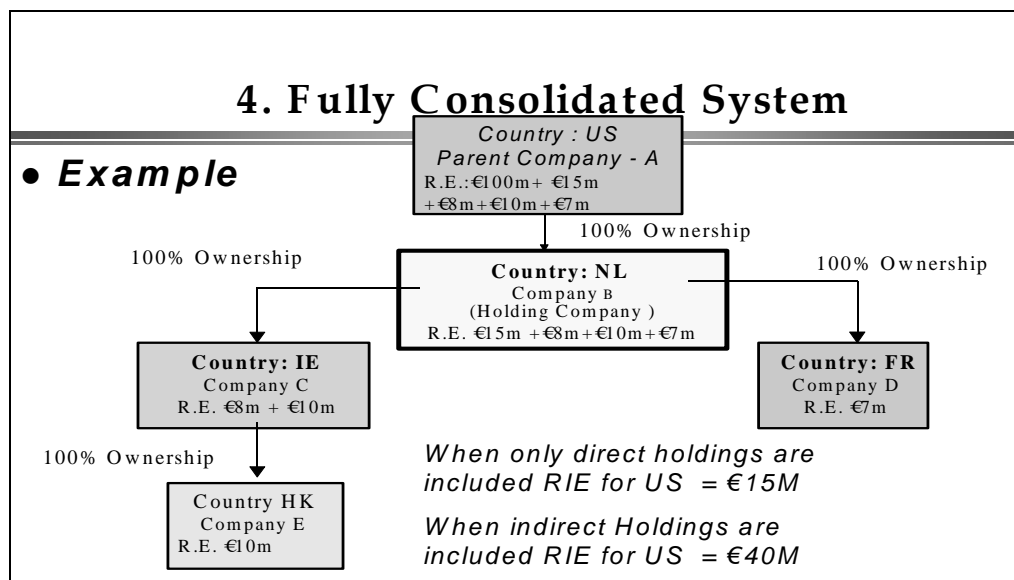 4. Fully Consolidated System
Country : US
Parent Company - A
R.E.:€100m+ €15m
+€8m+€10m+€7m
● Example
100% Ownership
100% Ownership
100% Ownership
Country: NL
Company B
(Holding Company )
R.E. €15m +€8m+€10m+€7m
Country: IE
Company C
R.E. €8m + €10m
Country: FR
Company D
R.E. €7m
100% Ownership
When only direct holdings are
included RIE for US = €15M
Country HK
Company E
R.E. €10m
When indirect Holdings are
included RIE for US = €40M